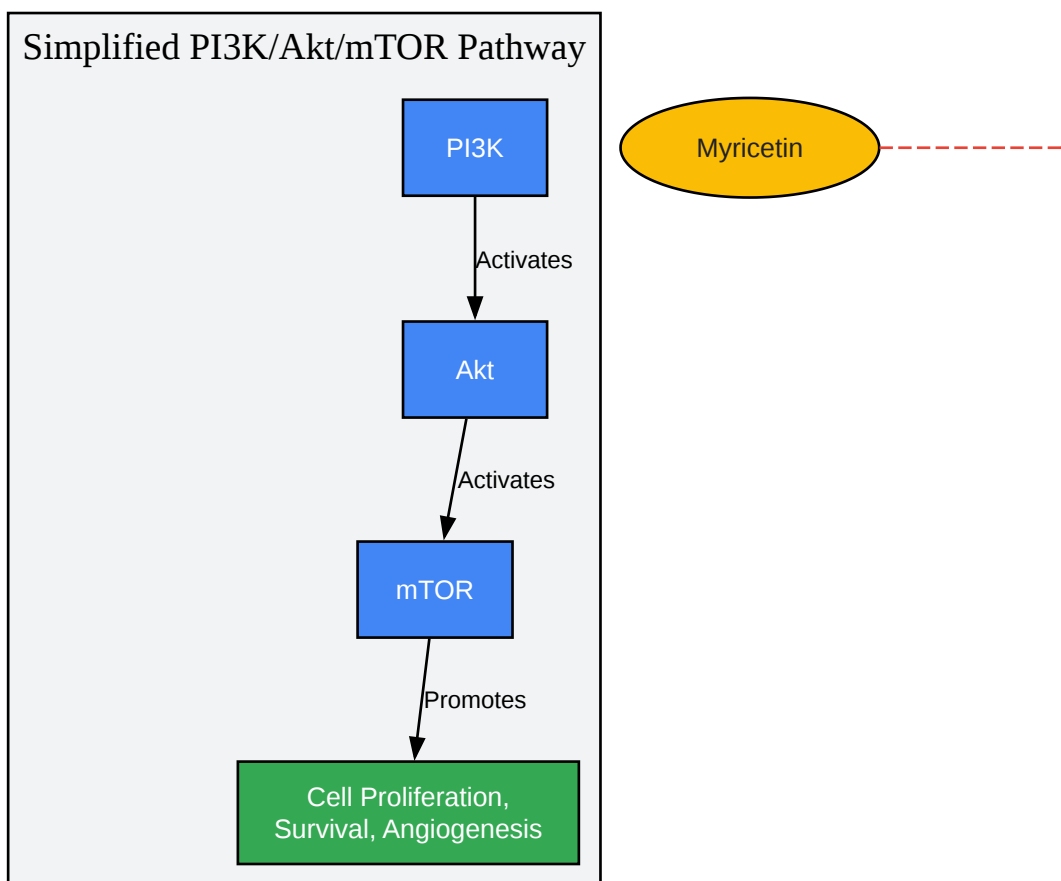 Simplified PI3K/Akt/mTOR Pathway
PI3K
Myricetin
Activates
Akt
Activates
mTOR
Promotes
Cell Proliferation,
Survival, Angiogenesis